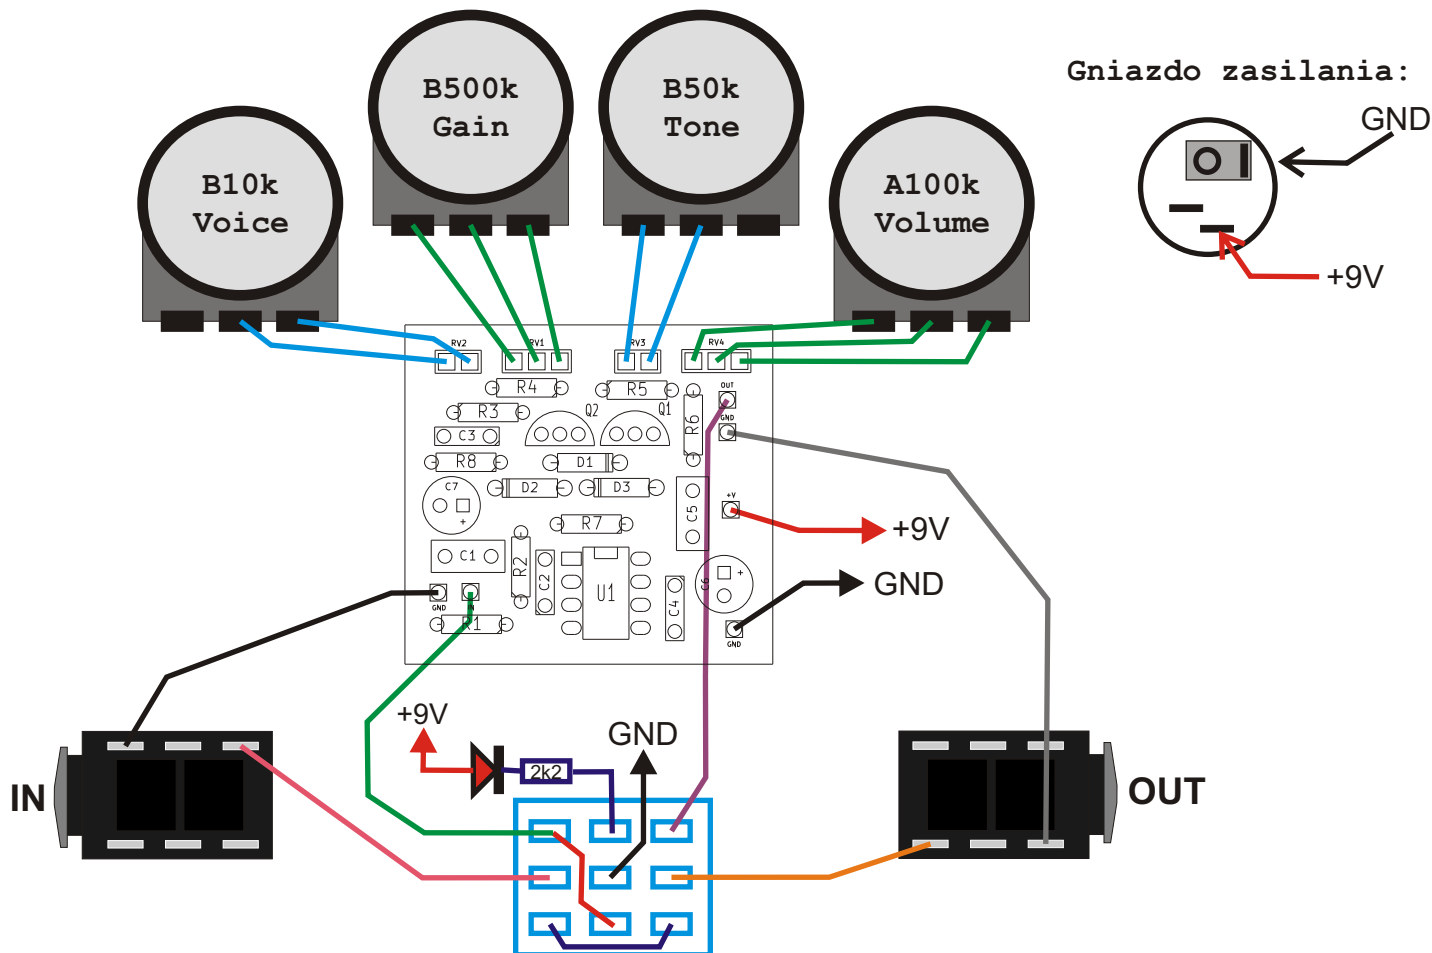 B500k
Gain
B50k
Tone
Gniazdo zasilania:
GND
B10k
Voice
A100k
Volume
+9V
RV2
RV1
RV3
RV4
R4
R5
OUT
R3
Q2
Q1
GND
R6
C3
R8
D1
C7
D2
D3
+V
+
C5
R7
+9V
C1
R2
C2
U1
C6
+
GND
C4
GND
IN
R1
GND
+9V
GND
2k2
IN
OUT